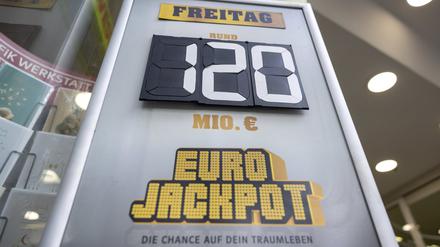 FREITAG
RUND
120
MIO. €
EURO
JACKPOT
DIE CHANCE AUF DEIN TRAUMLEBEN